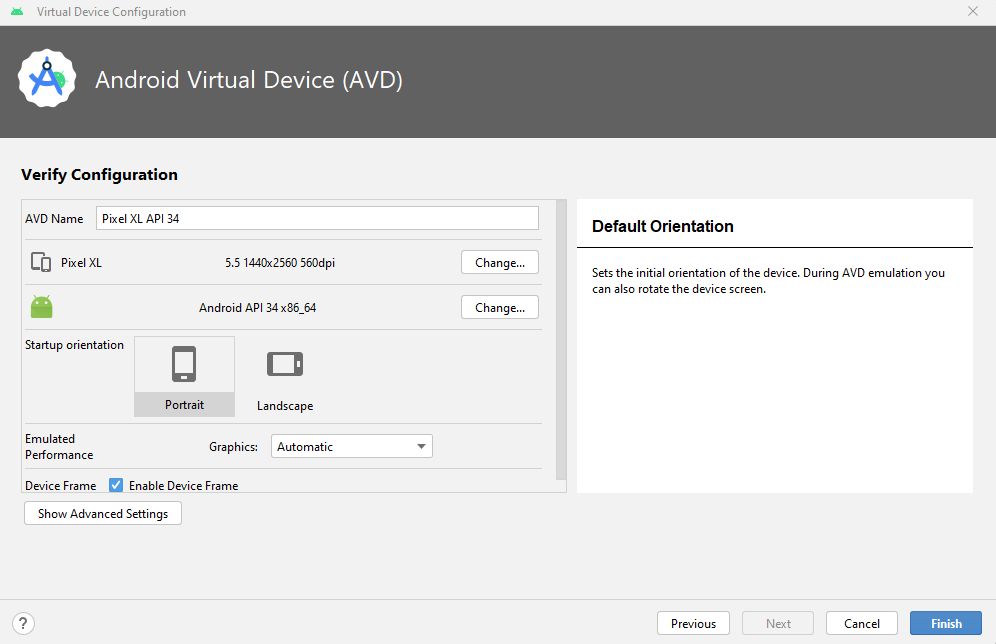 Virtual Device Configuration
Android Virtual Device (AVD)
Verify Configuration
AVD Name Pixel XL API 34
Pixel XL 5.5 1440x2560 560dpi Change...
Android API 34 x86_64 Change...
Startup orientation
Portrait
Landscape
Emulated
Performance
Graphics: Automatic
Device Frame Enable Device Frame
Show Advanced Settings
Default Orientation
Sets the initial orientation of the device. During AVD emulation you
can also rotate the device screen.
? Previous Next Cancel Finish